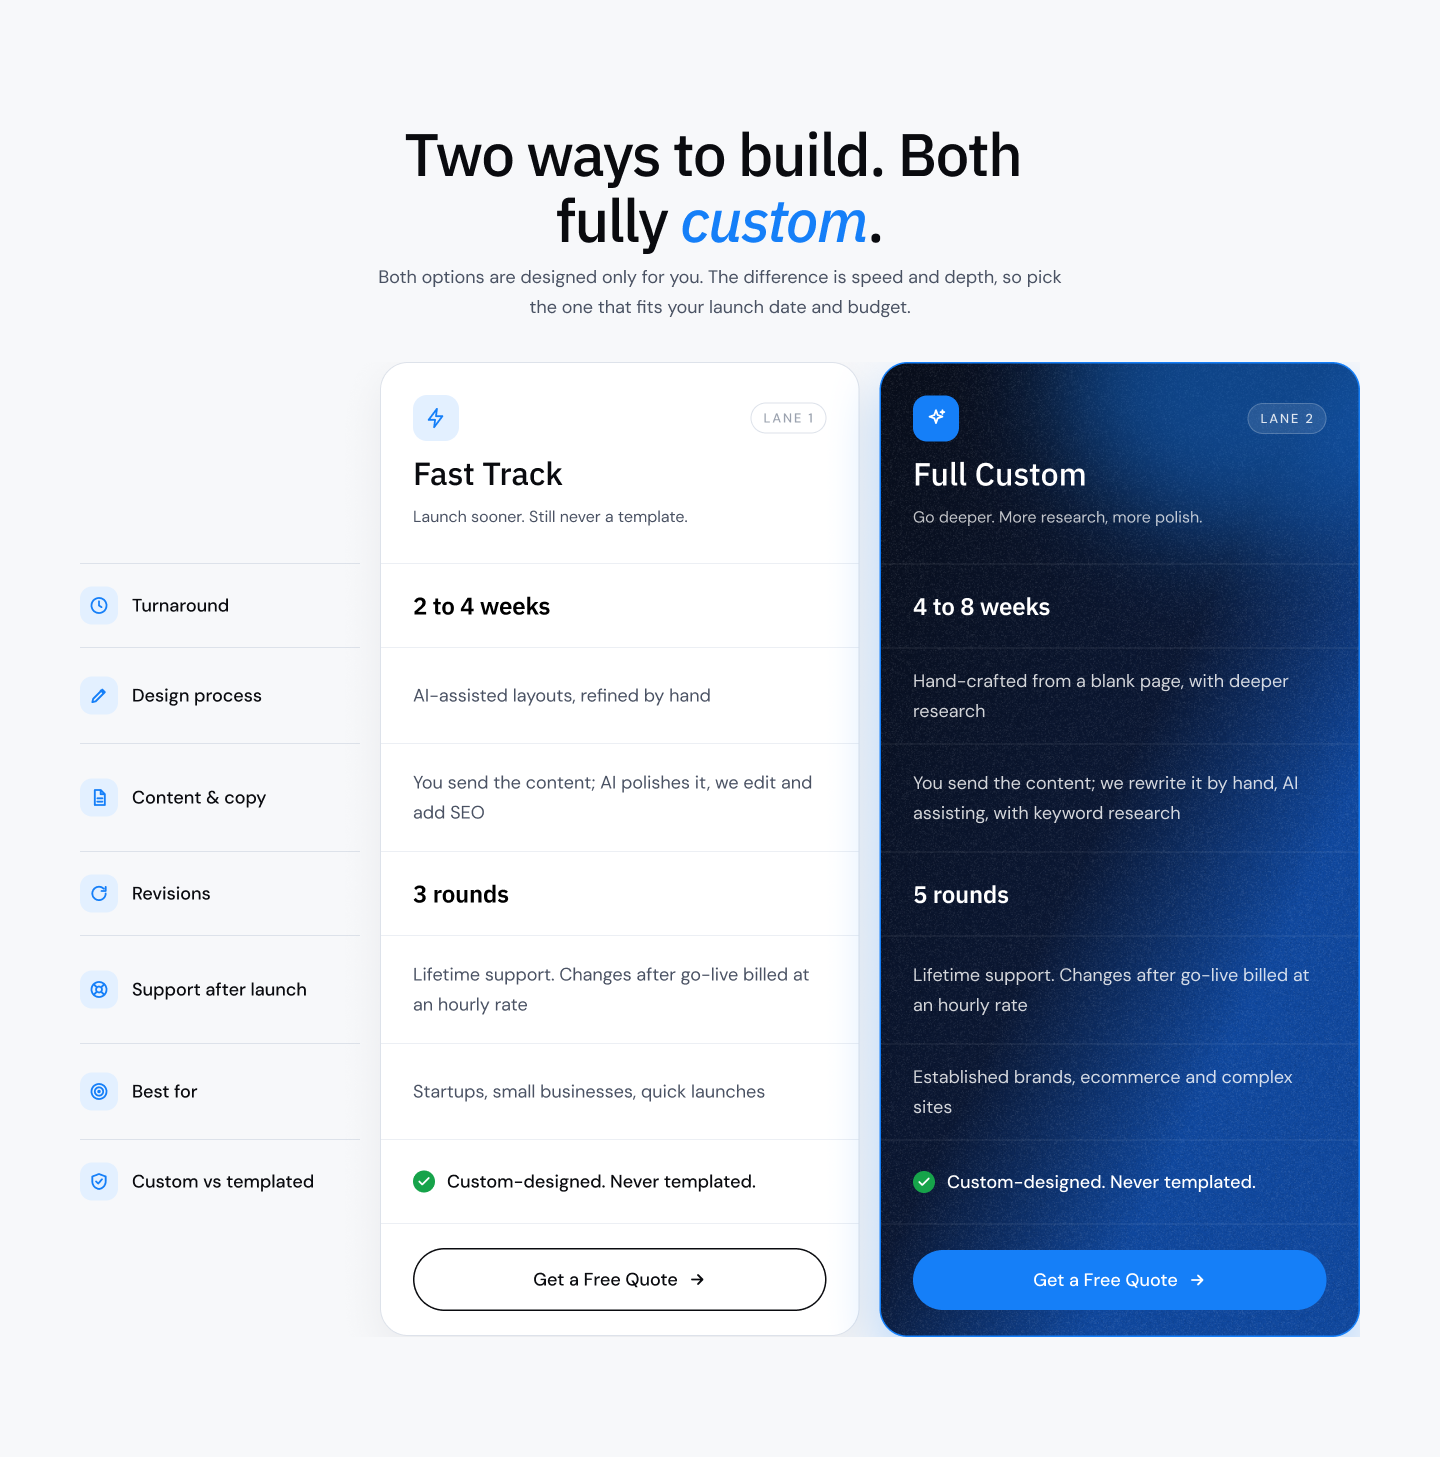 Two ways to build. Both
fully custom.
Both options are designed only for you. The difference is speed and depth, so pick
the one that fits your launch date and budget.
LANE 1
Fast Track
Launch sooner. Still never a template.
LANE 2
Full Custom
Go deeper. More research, more polish.
Turnaround
2 to 4 weeks
4 to 8 weeks
Design process
AI-assisted layouts, refined by hand
Hand-crafted from a blank page, with deeper
research
Content & copy
You send the content; AI polishes it, we edit and
add SEO
You send the content; we rewrite it by hand, AI
assisting, with keyword research
Revisions
3 rounds
5 rounds
Support after launch
Lifetime support. Changes after go-live billed at
an hourly rate
Lifetime support. Changes after go-live billed at
an hourly rate
Best for
Startups, small businesses, quick launches
Established brands, ecommerce and complex
sites
Custom vs templated
Custom-designed. Never templated.
Custom-designed. Never templated.
Get a Free Quote →
Get a Free Quote →